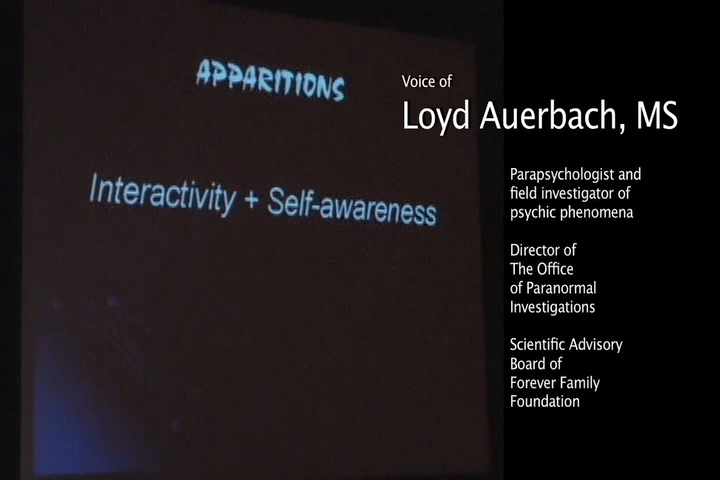 APPARITIONS
Interactivity + Self-awareness
Voice of
Loyd Auerbach, MS
Parapsychologist and
field investigator of
psychic phenomena
Director of
The Office
of Paranormal
Investigations
Scientific Advisory
Board of
Forever Family
Foundation